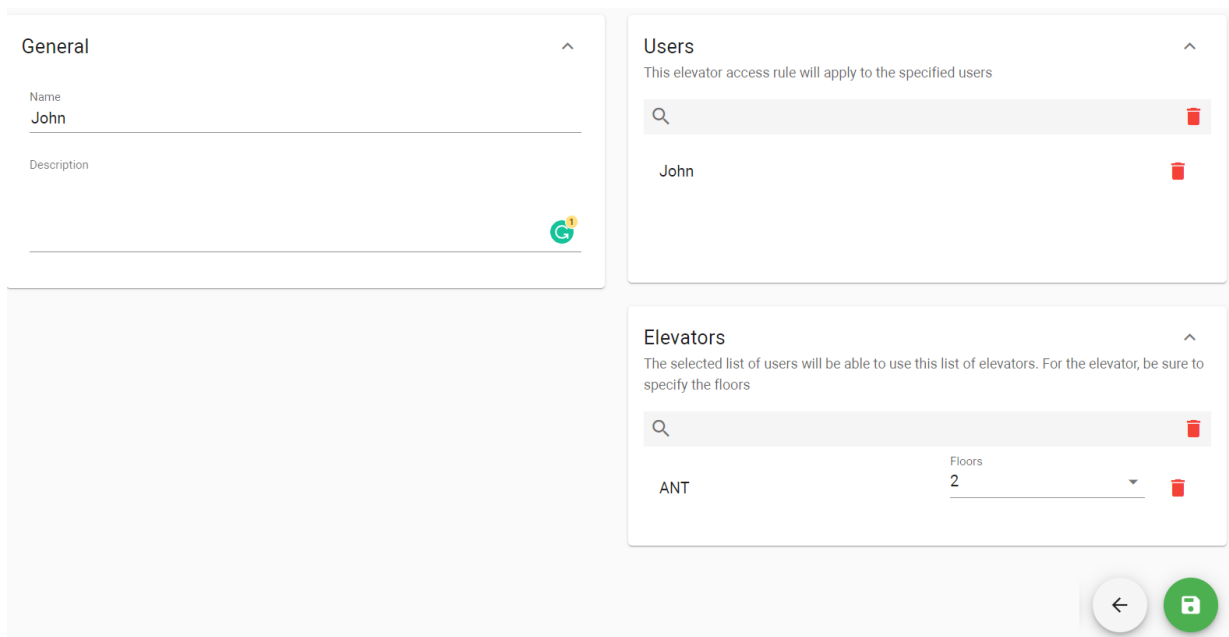 General
Name
John
Description
1
Users
This elevator access rule will apply to the specified users
John
Elevators
The selected list of users will be able to use this list of elevators. For the elevator, be sure to
specify the floors
Floors
ANT
2